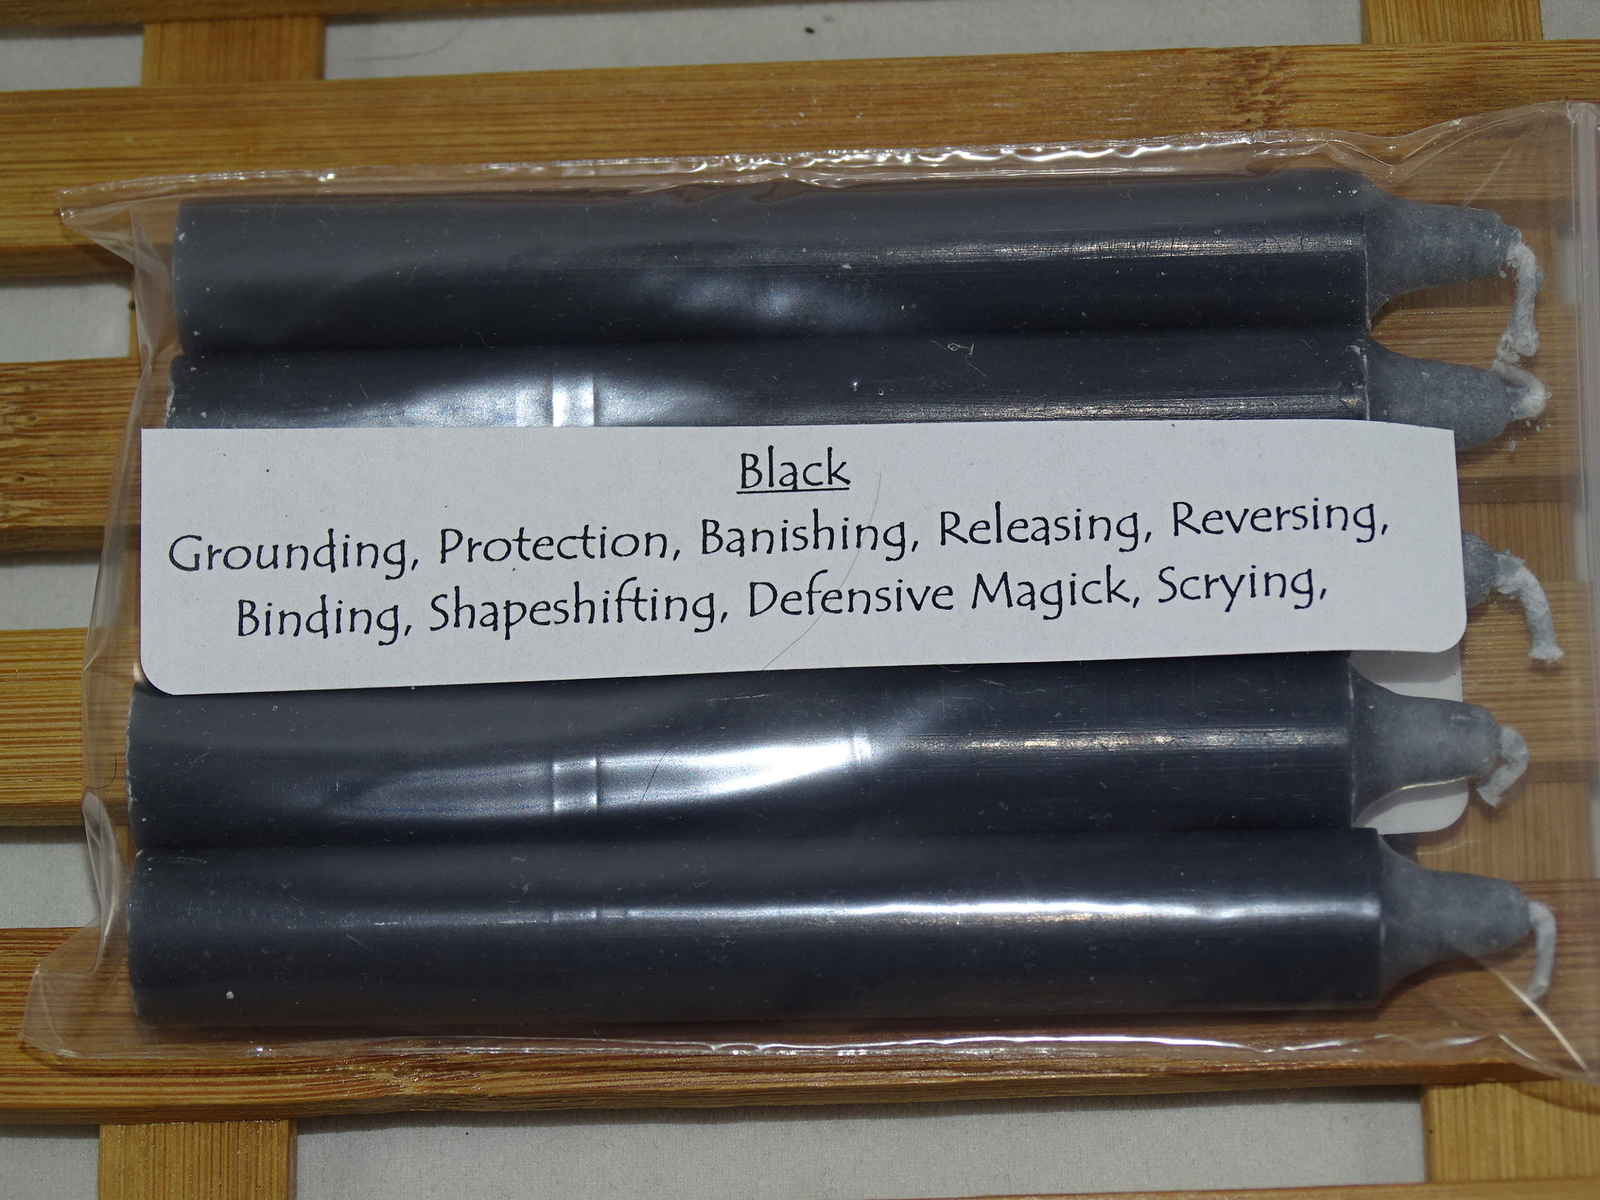 Black
Grounding, Protection, Banishing, Releasing, Reversing,
Binding, Shapeshifting, Defensive Magick, Scrying,